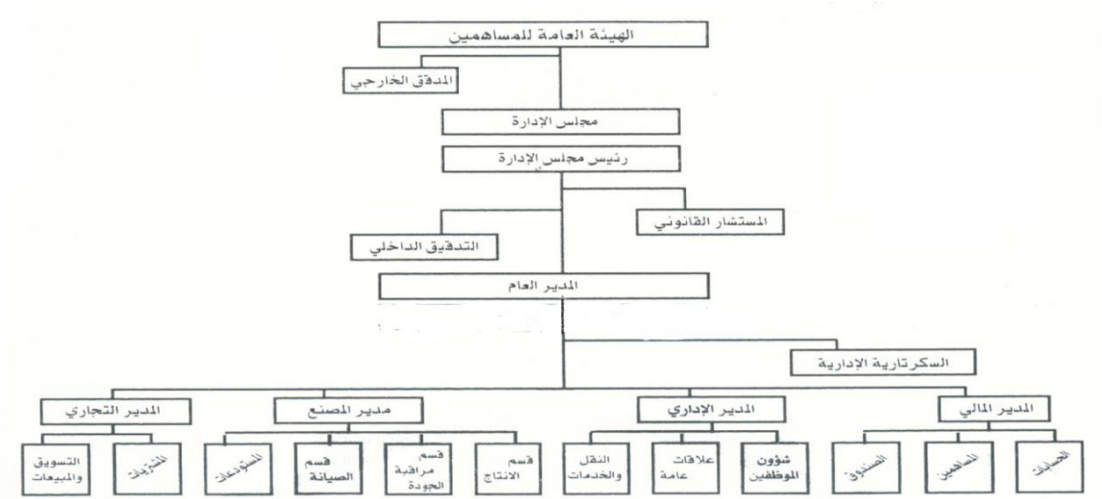 الهيئة العامة للمساهمين
المدقق الخارجي
مجلس الإدارة
رئيس مجلس الإدارة
المستشار القانوني
التدقيق الداخلي
المدير العام
السكرتارية الإدارية
المدير المالي
المدير الإداري
مدير المصنع
المدير التجاري
الحسابات
المساهمين
الصندوق
شؤون
الموظفين
علاقات
عامة
النقل
والخدمات
قسم
الانتاج
قسم
مراقبة
الجودة
قسم
الصيانة
المستودعات
المشتريات
التسويق
والمبيعات